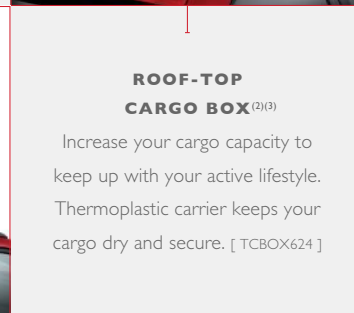 ROOF-TOP
CARGO BOX(2)(3)
Increase your cargo capacity to
keep up with your active lifestyle.
Thermoplastic carrier keeps your
cargo dry and secure. [ TCBOX624 ]